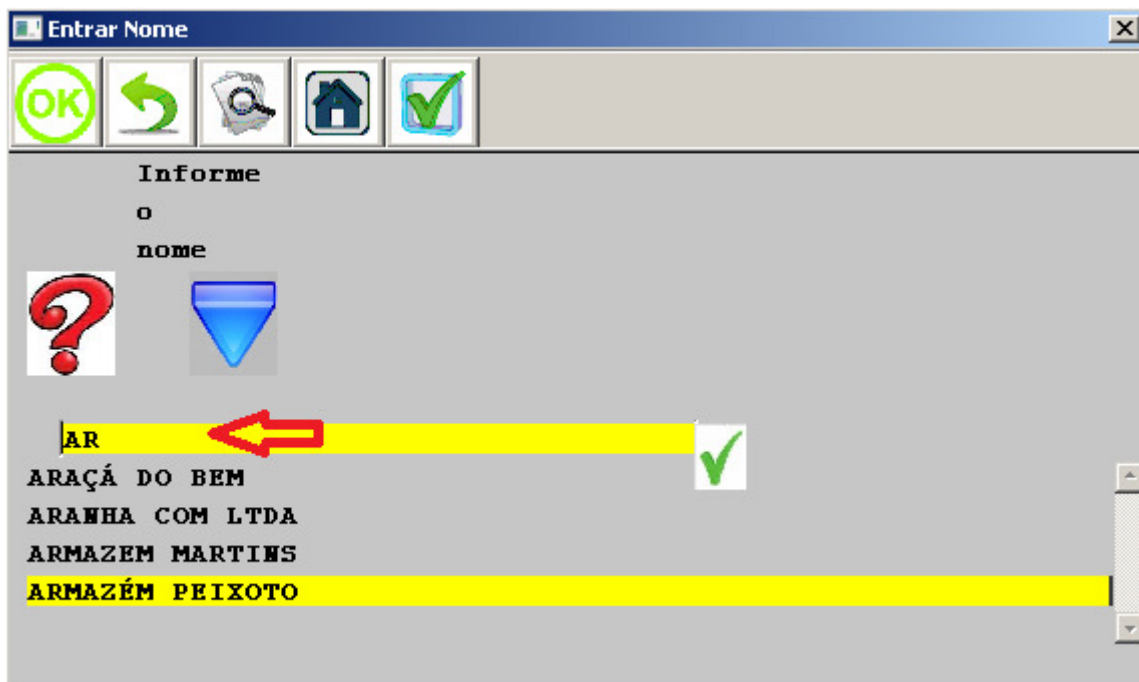 Entrar Nome
OK
Informe
o
nome
AR
ARAÇÁ DO BEM
ARANHA COM LTDA
ARMAZEM MARTINS
ARMAZÉM PEIXOTO